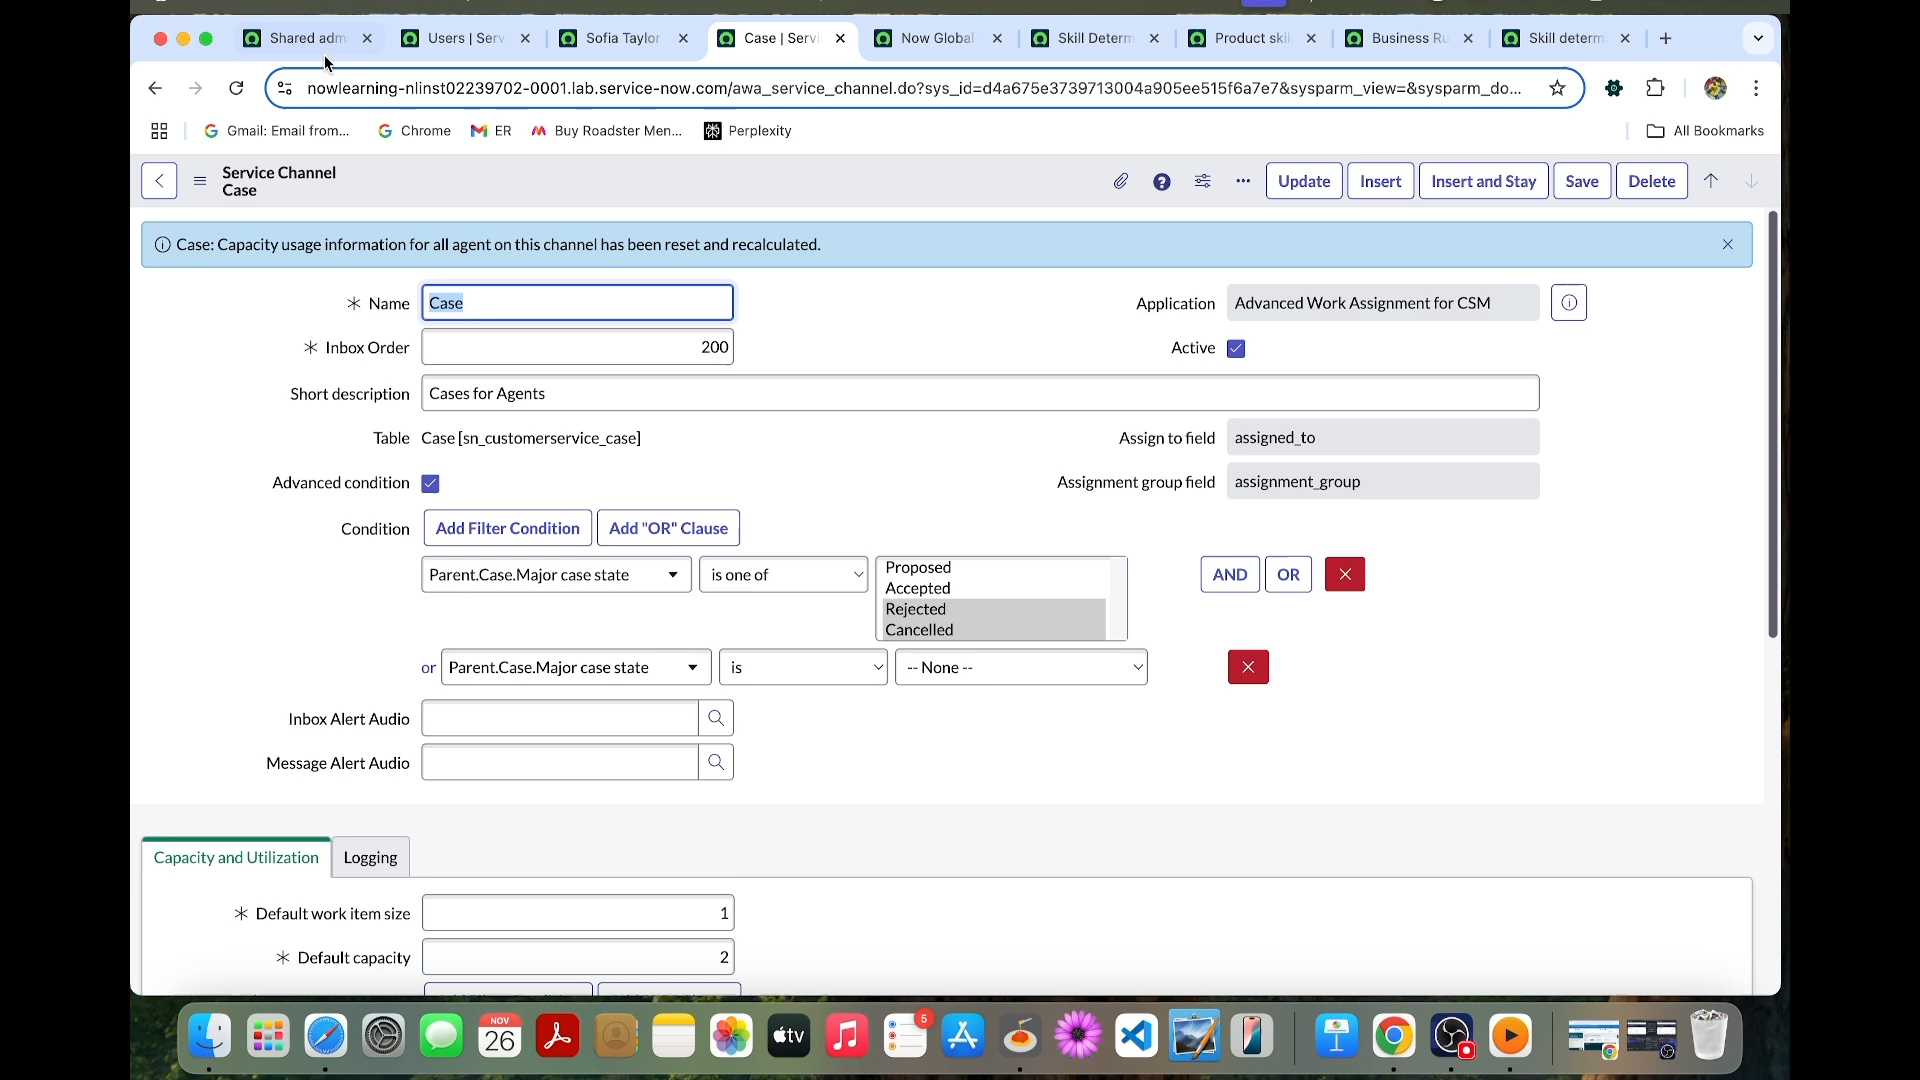 Shared adm
Users | Serv
Sofia Taylor
Case | Servi
Now Global
Skill Determ
Product skil
Business Ru
Skill determ
nowlearning-nlinst02239702-0001.lab.service-now.com/awa_service_channel.do?sys_id=d4a675e3739713004a905ee515f6a7e7&sysparm_view=&sysparm_do...
Gmail: Email from...
Chrome
ER
Buy Roadster Men...
Perplexity
All Bookmarks
Service Channel
Case
Update
Insert
Insert and Stay
Save
Delete
Case: Capacity usage information for all agent on this channel has been reset and recalculated.
Name
Case
Application
Advanced Work Assignment for CSM
Inbox Order
200
Active
Short description
Cases for Agents
Table
Case [sn_customerservice_case]
Assign to field
assigned_to
Advanced condition
Assignment group field
assignment_group
Condition
Add Filter Condition
Add "OR" Clause
Parent.Case.Major case state
is one of
Proposed
Accepted
Rejected
Cancelled
AND
OR
or
Parent.Case.Major case state
is
-- None --
Inbox Alert Audio
Message Alert Audio
Capacity and Utilization
Logging
Default work item size
1
Default capacity
2
NOV
26
tv
5